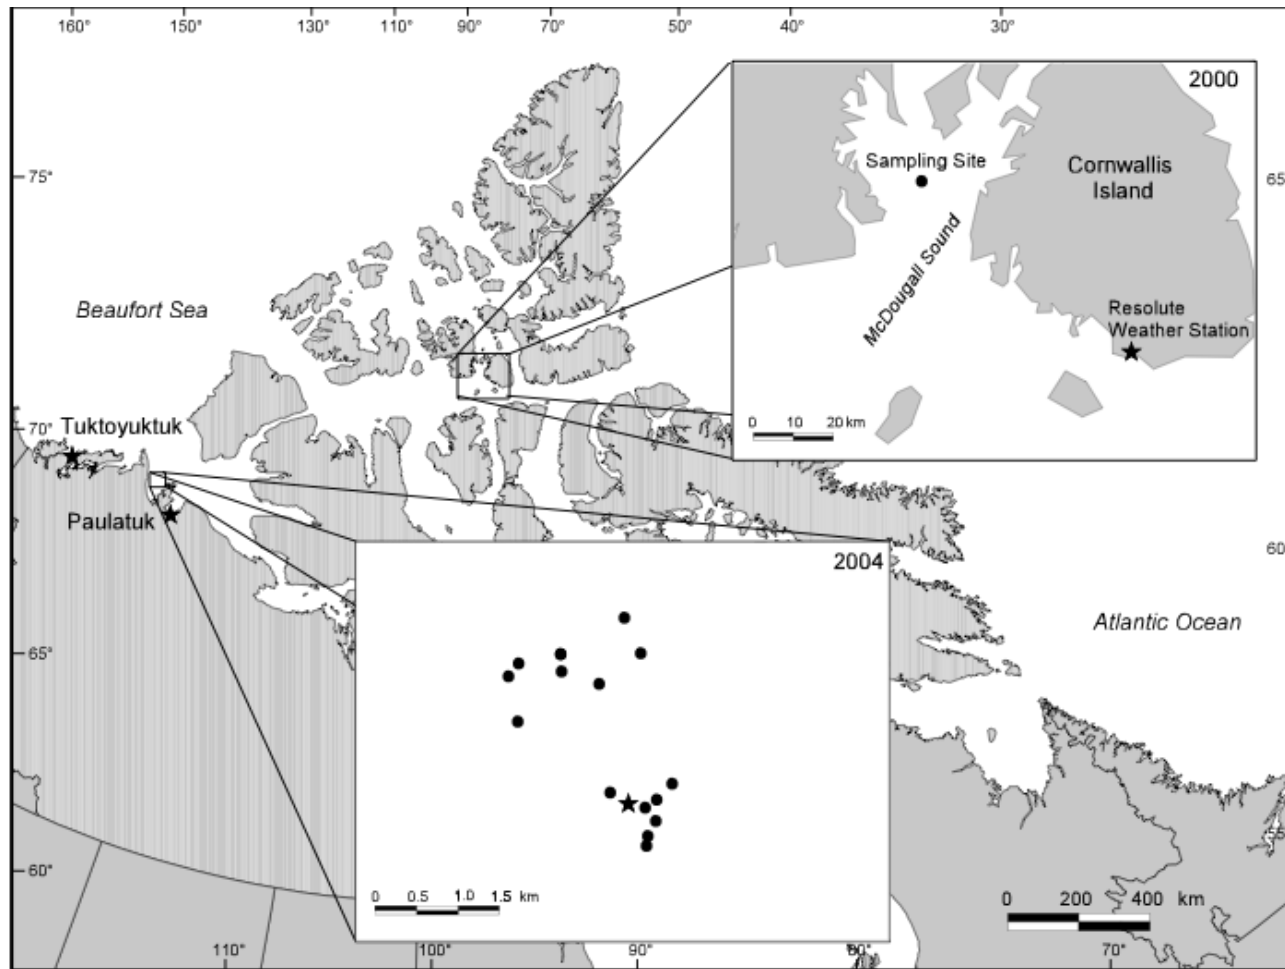 160° 150° 130° 110° 90° 70° 50° 40° 30°
2000
75°
Sampling Site
Cornwallis
Island
McDougall Sound
Resolute
Weather Station
Beaufort Sea
0 10 20 km
70°
Tuktoyuktuk
Paulatuk
60°
2004
Atlantic Ocean
65°
0 0.5 1.0 1.5 km
0 200 400 km
60°
110° 100° 90° 70°